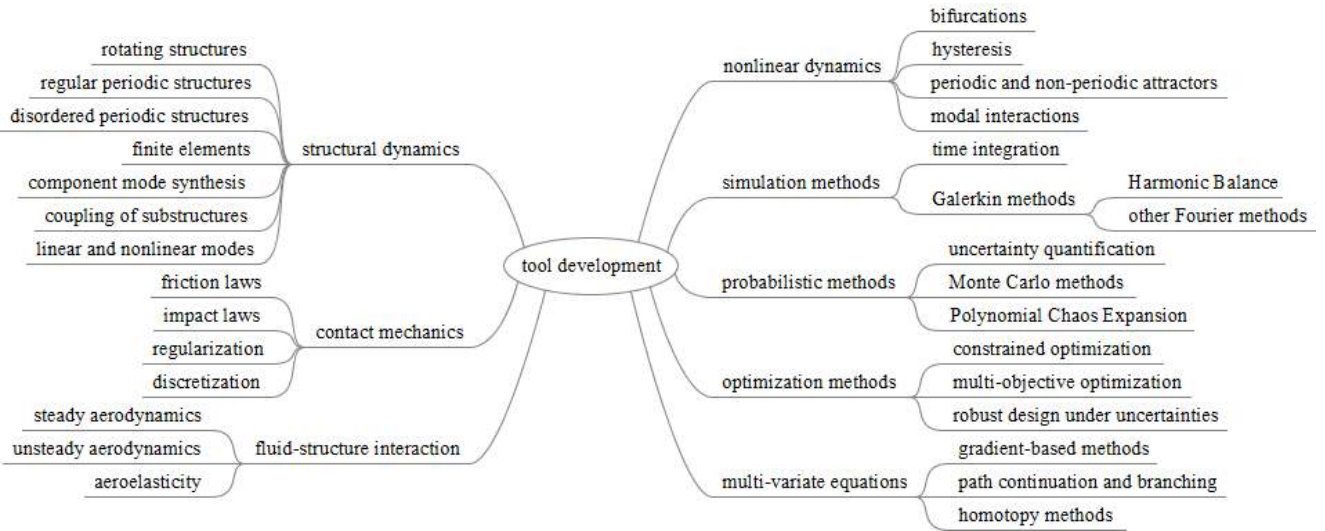 tool development
structural dynamics
rotating structures
regular periodic structures
disordered periodic structures
finite elements
component mode synthesis
coupling of substructures
linear and nonlinear modes
contact mechanics
friction laws
impact laws
regularization
discretization
fluid-structure interaction
steady aerodynamics
unsteady aerodynamics
aeroelasticity
nonlinear dynamics
bifurcations
hysteresis
periodic and non-periodic attractors
modal interactions
simulation methods
time integration
Galerkin methods
Harmonic Balance
other Fourier methods
probabilistic methods
uncertainty quantification
Monte Carlo methods
Polynomial Chaos Expansion
optimization methods
constrained optimization
multi-objective optimization
robust design under uncertainties
multi-variate equations
gradient-based methods
path continuation and branching
homotopy methods